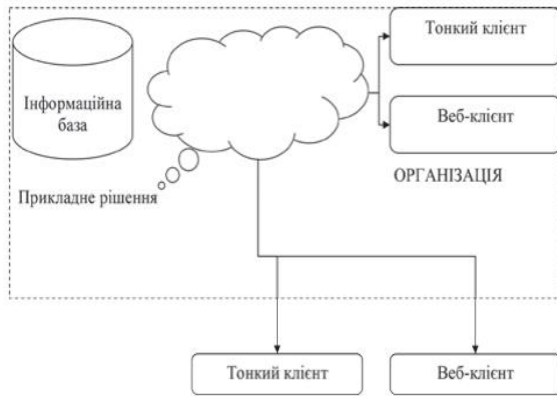 Тонкий клієнт
Інформаційна
база
Веб-клієнт
ОРГАНІЗАЦІЯ
Прикладне рішення
Тонкий клієнт
Веб-клієнт